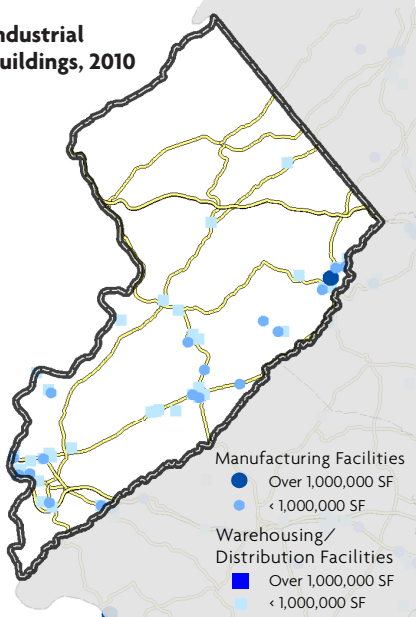 ndustrial
uildings, 2010
Manufacturing Facilities
Over 1,000,000 SF
< 1,000,000 SF
Warehousing/
Distribution Facilities
Over 1,000,000 SF
< 1,000,000 SF